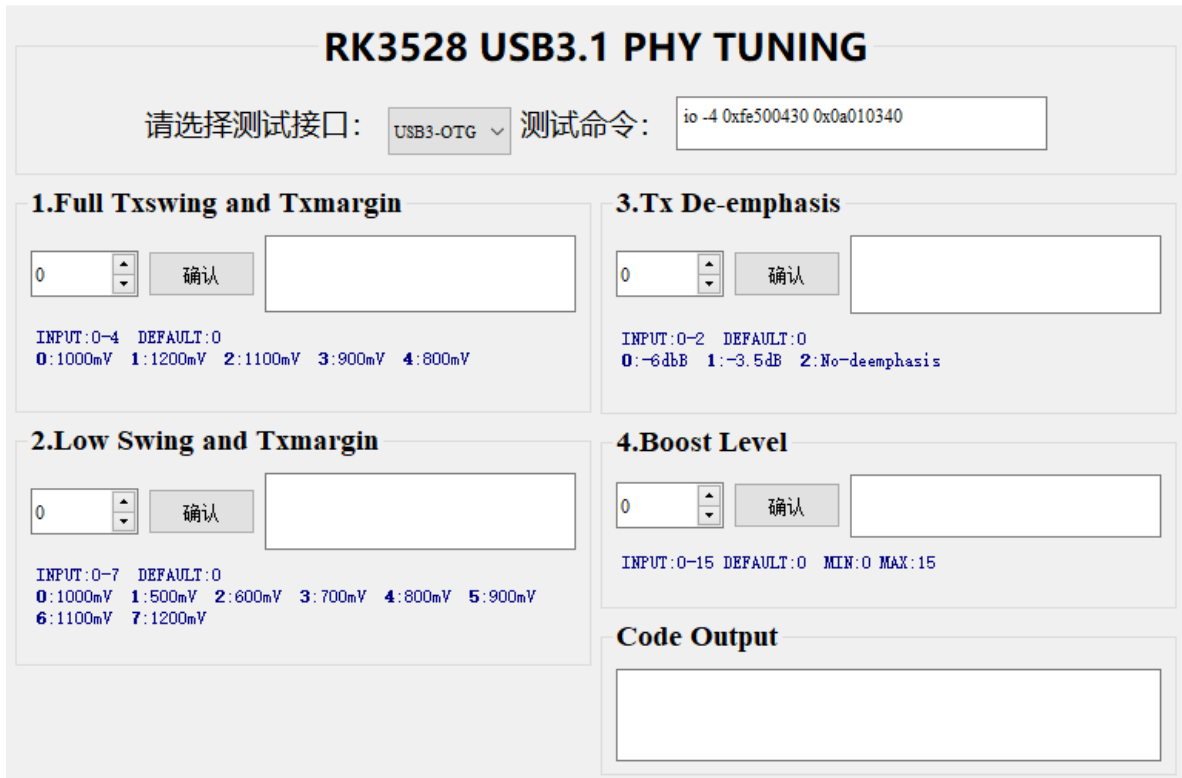 RK3528 USB3.1 PHY TUNING
请选择测试接口： USB3-OTG 测试命令： io -4 0xfe500430 0x0a010340
1.Full Txswing and Txmargin
0 确认
INPUT:0-4 DEFAULT:0
0:1000mV 1:1200mV 2:1100mV 3:900mV 4:800mV
2.Low Swing and Txmargin
0 确认
INPUT:0-7 DEFAULT:0
0:1000mV 1:500mV 2:600mV 3:700mV 4:800mV 5:900mV
6:1100mV 7:1200mV
3.Tx De-emphasis
0 确认
INPUT:0-2 DEFAULT:0
0:-6dbB 1:-3.5dB 2:No-deemphasis
4.Boost Level
0 确认
INPUT:0-15 DEFAULT:0 MIN:0 MAX:15
Code Output